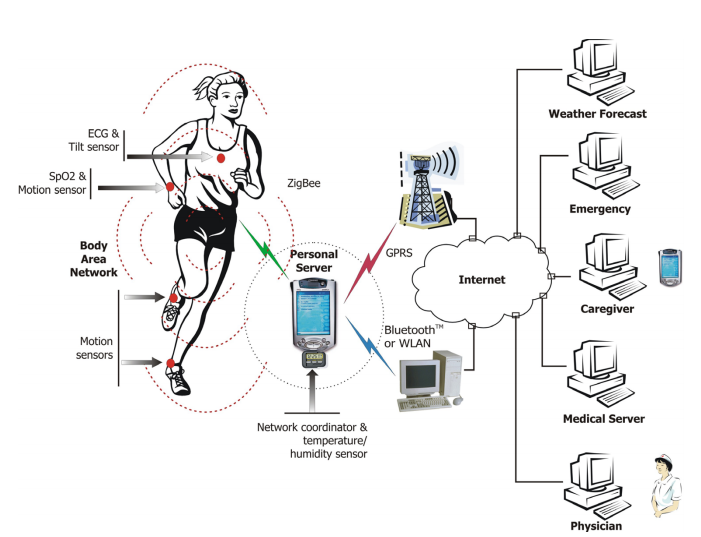 ECG &
Tilt sensor
SpO2 &
Motion sensor
ZigBee
Body
Area
Network
Motion
sensors
Personal
Server
Network coordinator &
temperature/
humidity sensor
GPRS
Bluetooth™
or WLAN
Internet
Weather Forecast
Emergency
Caregiver
Medical Server
Physician